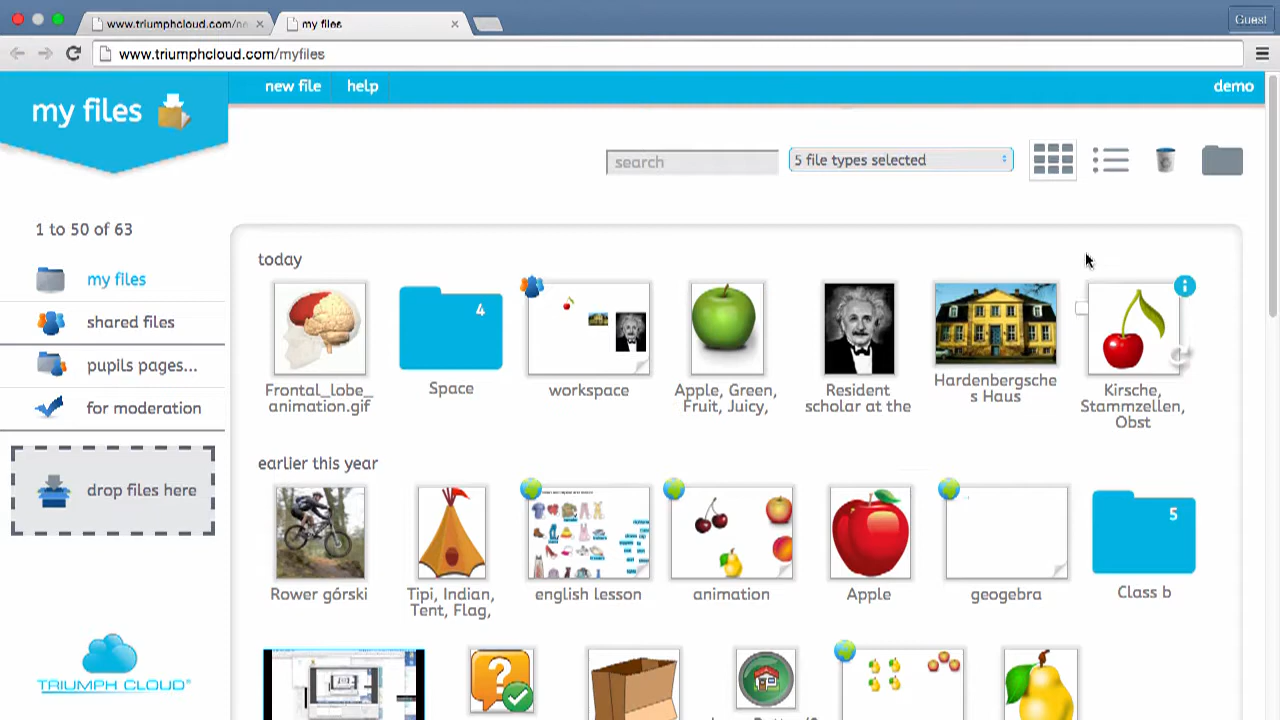 www.triumphcloud.com/ne
my files
Guest
www.triumphcloud.com/myfiles
my files
new file
help
demo
search
5 file types selected
1 to 50 of 63
my files
shared files
pupils pages...
for moderation
drop files here
TRIUMPH CLOUD
today
4
Frontal_lobe_
animation.gif
Space
workspace
Apple, Green,
Fruit, Juicy,
Resident
scholar at the
Hardenbergsche
s Haus
Kirsche,
Stammzellen,
Obst
earlier this year
5
Rower górski
Tipi, Indian,
Tent, Flag,
english lesson
animation
Apple
geogebra
Class b